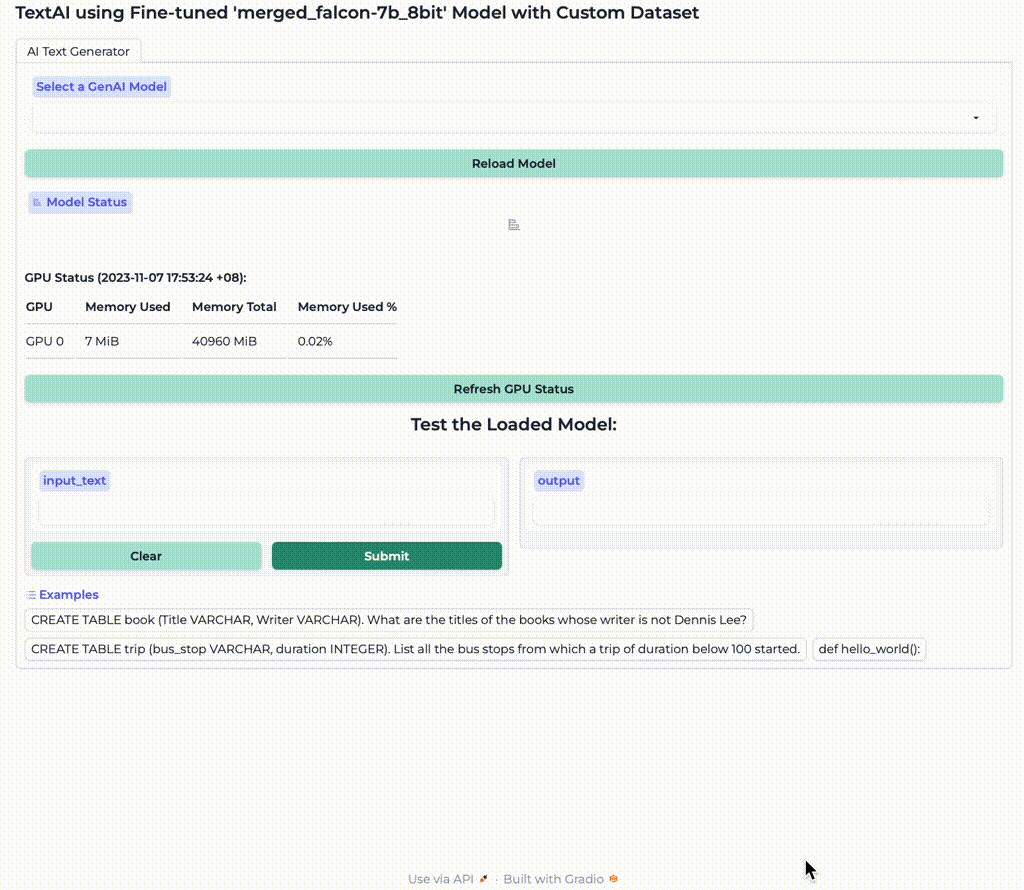 TextAI using Fine-tuned 'merged_falcon-7b_8bit' Model with Custom Dataset
AI Text Generator
Select a GenAI Model
Reload Model
Model Status
GPU Status (2023-11-07 17:53:24 +08):
GPU Memory Used Memory Total Memory Used %
GPU 0 7 MiB 40960 MiB 0.02%
Refresh GPU Status
Test the Loaded Model:
input_text
output
Clear
Submit
Examples
CREATE TABLE book (Title VARCHAR, Writer VARCHAR). What are the titles of the books whose writer is not Dennis Lee?
CREATE TABLE trip (bus_stop VARCHAR, duration INTEGER). List all the bus stops from which a trip of duration below 100 started.
def hello_world():
Use via API · Built with Gradio